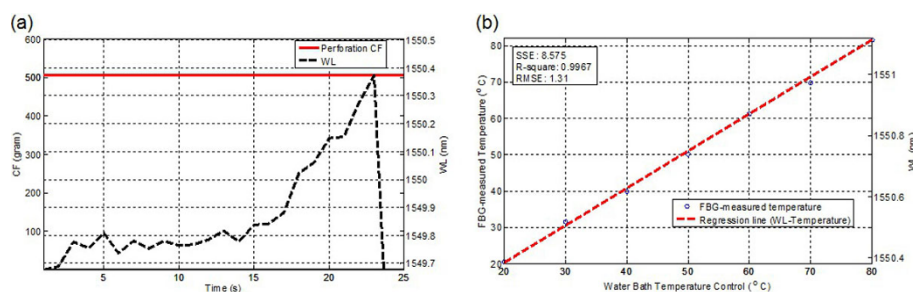 (a)
600
500
400
300
200
100
CF (gram)
Perforation CF
WL
1550.5
1550.4
1550.3
1550.2
1550.1
1550
1549.9
1549.8
1549.7
WL (nm)
5
10
15
20
25
Time (s)
(b)
80
70
60
50
40
30
20
FBG-measured Temperature (°C)
SSE: 8.575
R-square: 0.9967
RMSE: 1.31
FBG-measured temperature
Regression line (WL-Temperature)
1551
1550.8
1550.6
1550.4
WL (nm)
20
30
40
50
60
70
80
Water Bath Temperature Control (°C)